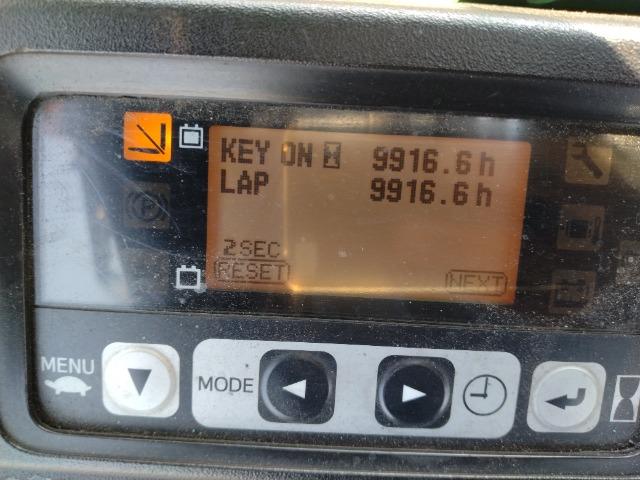 KEY ON 9916.6h
LAP 9916.6h
2SEC
RESET NEXT
MENU
MODE